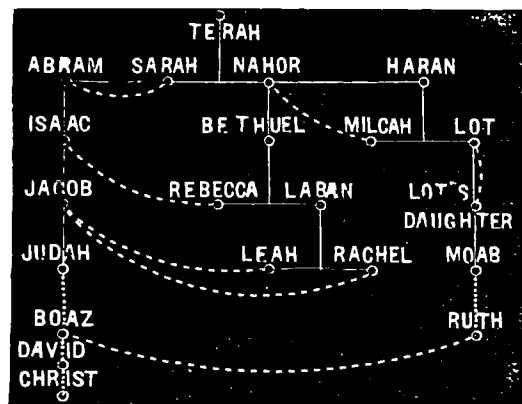 TERAH
ABRAM SARAH NAHOR HARAN
ISAAC BETHUEL MILCAH LOT
JACOB REBECCA LABAN LOT'S
DAUGHTER
JUDAH LEAH RACHEL MOAB
BOAZ RUTH
DAVID
CHRIST